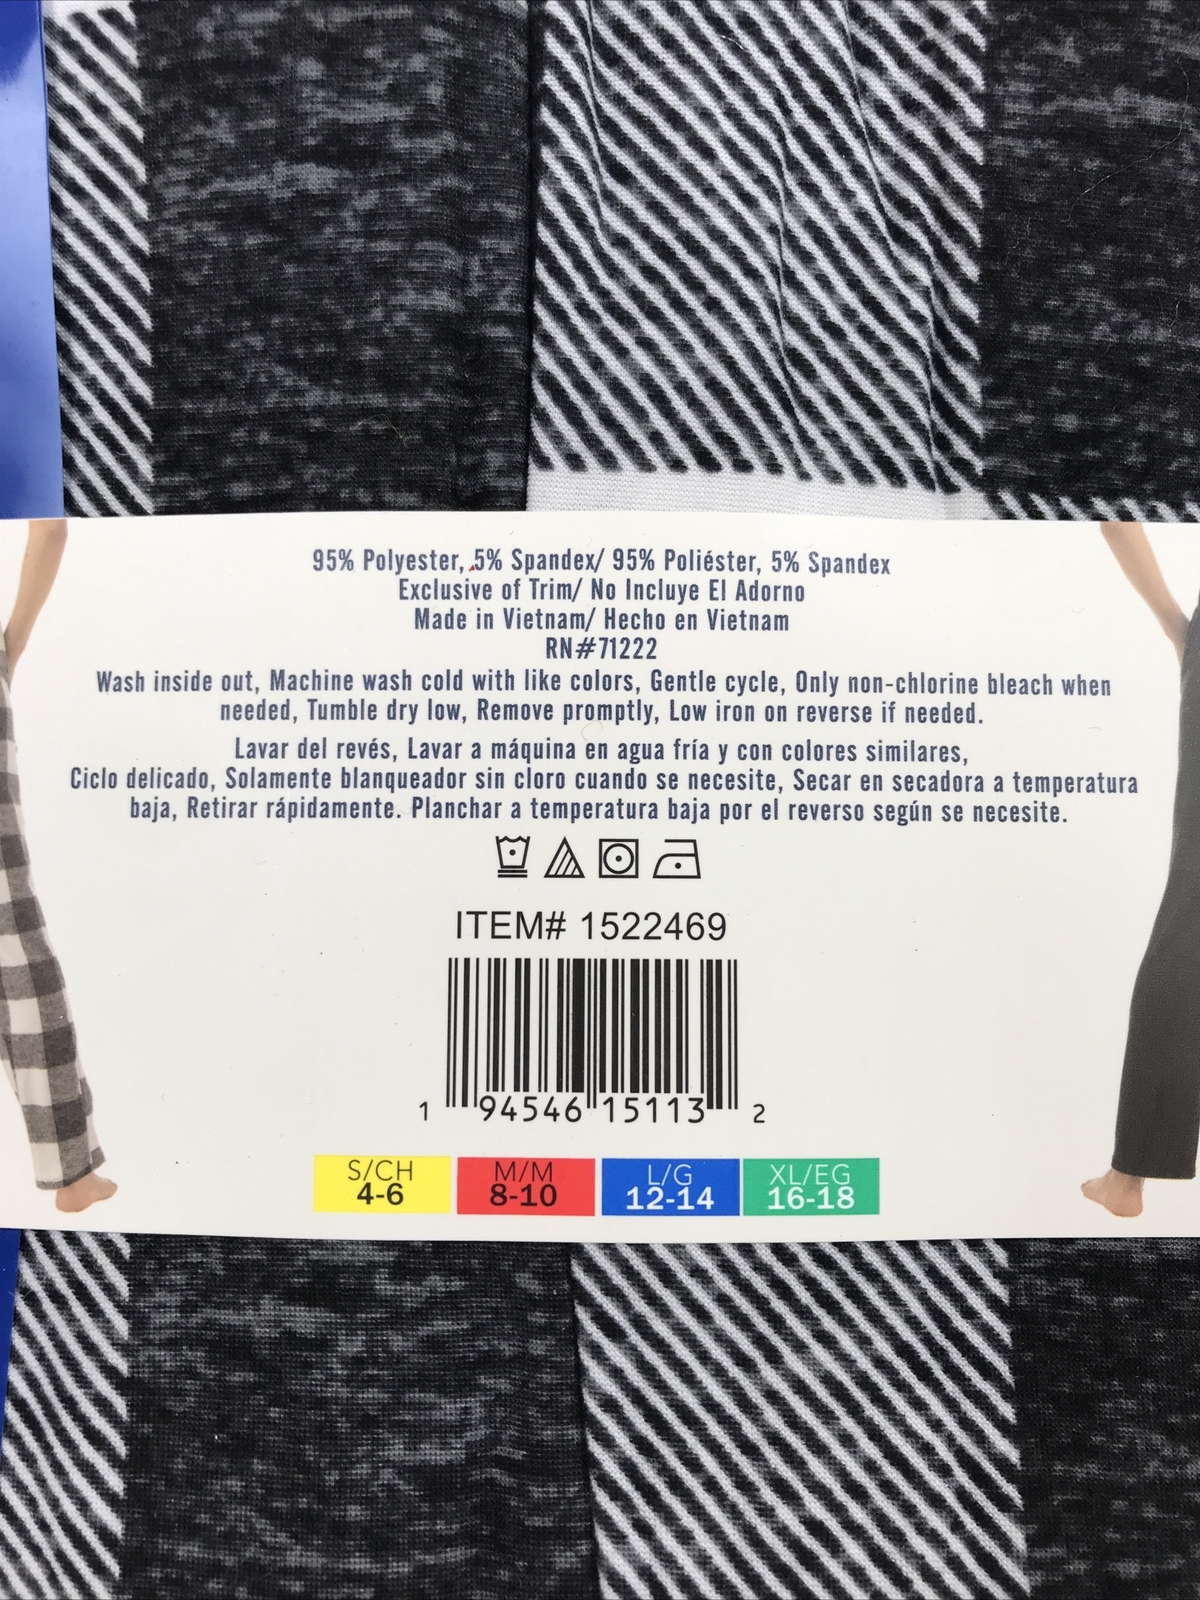 95% Polyester, 5% Spandex/ 95% Poliéster, 5% Spandex
Exclusive of Trim/ No Incluye El Adorno
Made in Vietnam/ Hecho en Vietnam
RN#71222
Wash inside out, Machine wash cold with like colors, Gentle cycle, Only non-chlorine bleach when
needed, Tumble dry low, Remove promptly, Low iron on reverse if needed.
Lavar del revés, Lavar a máquina en agua fría y con colores similares,
Ciclo delicado, Solamente blanqueador sin cloro cuando se necesite, Secar en secadora a temperatura
baja, Retirar rápidamente. Planchar a temperatura baja por el reverso según se necesite.
ITEM# 1522469
1 94546 15113 2
S/CH M/M L/G XL/EG
4-6 8-10 12-14 16-18